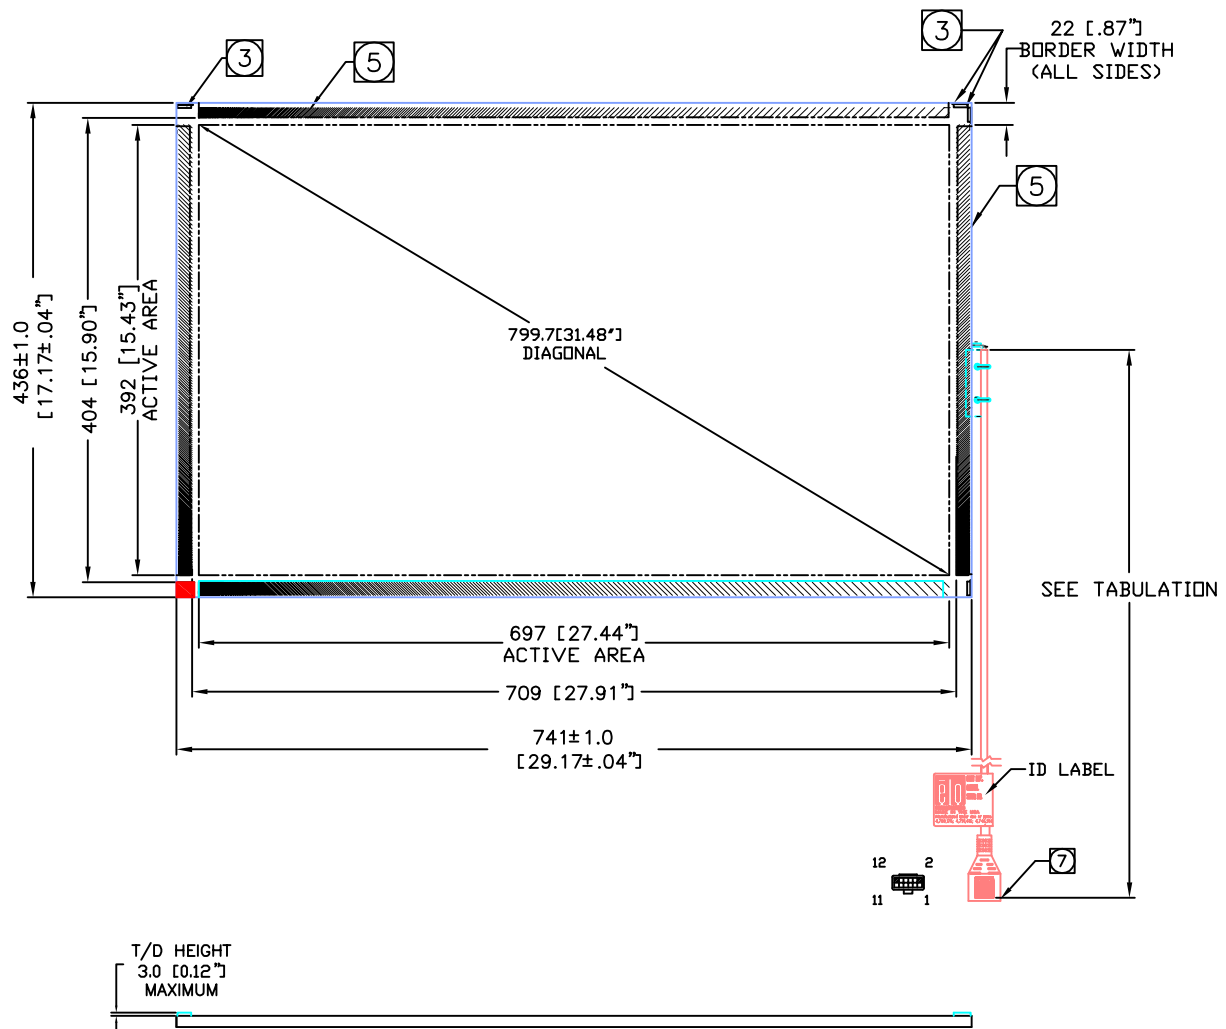 3
5
3
22 [.87"]
BORDER WIDTH
(ALL SIDES)
5
436±1.0
[17.17±.04"]
404 [15.90"]
392 [15.43"]
ACTIVE AREA
799.7[31.48"]
DIAGONAL
SEE TABULATION
697 [27.44"]
ACTIVE AREA
709 [27.91"]
741±1.0
[29.17±.04"]
ID LABEL
elo
12 2
11 1
7
T/D HEIGHT
3.0 [0.12"]
MAXIMUM